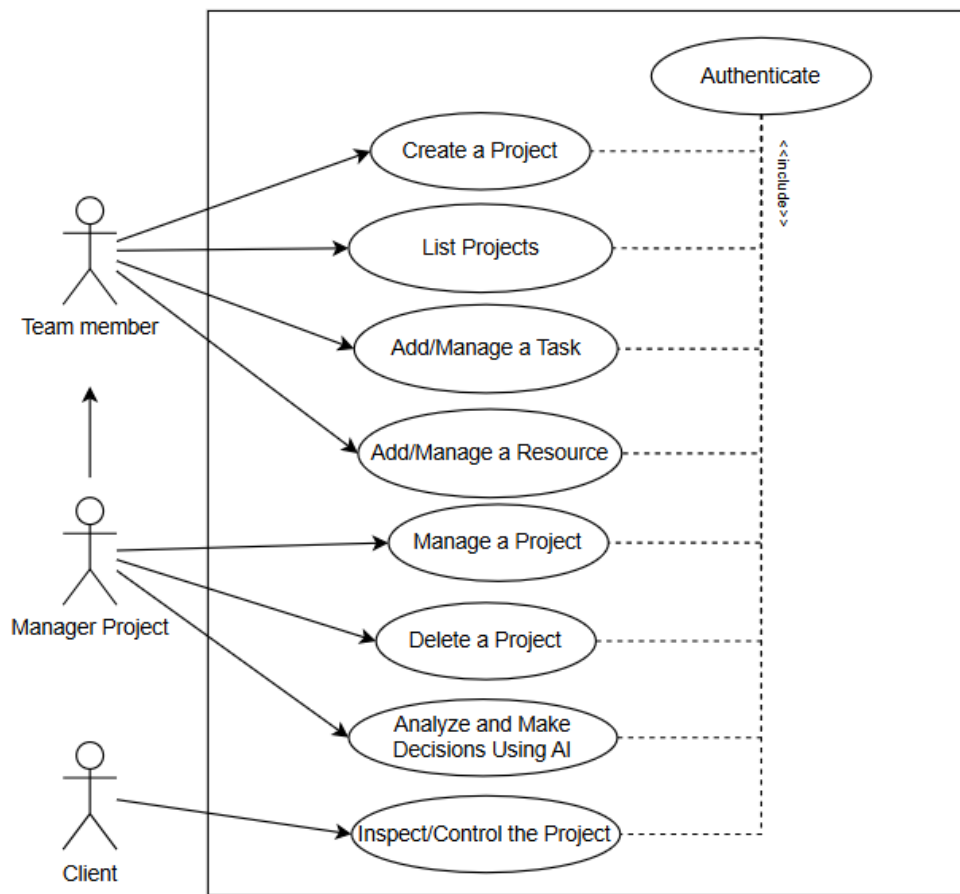 Authenticate
Create a Project
<<include>>
List Projects
Team member
Add/Manage a Task
Add/Manage a Resource
Manage a Project
Manager Project
Delete a Project
Analyze and Make
Decisions Using AI
Inspect/Control the Project
Client